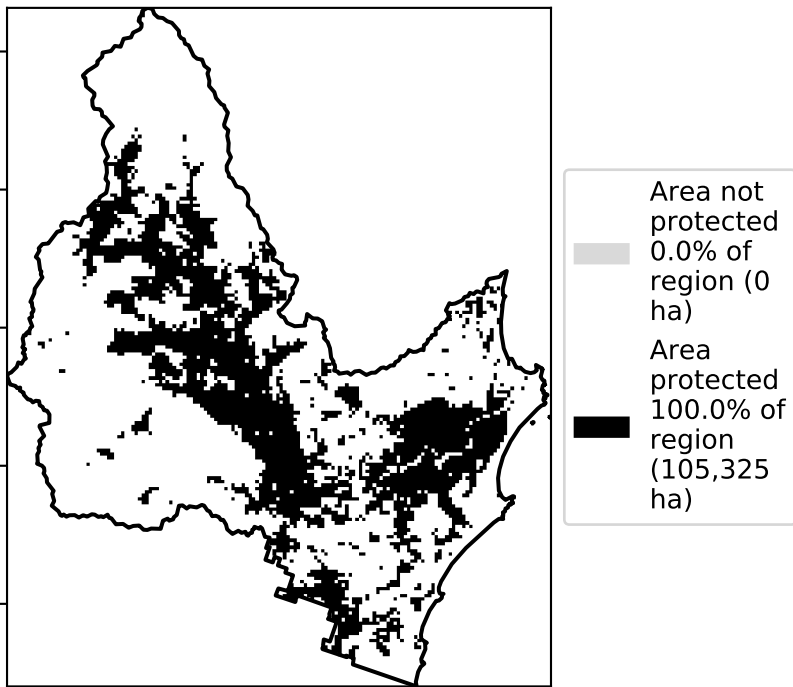 Area not
protected
0.0% of
region (0
ha)
Area
protected
100.0% of
region
(105,325
ha)